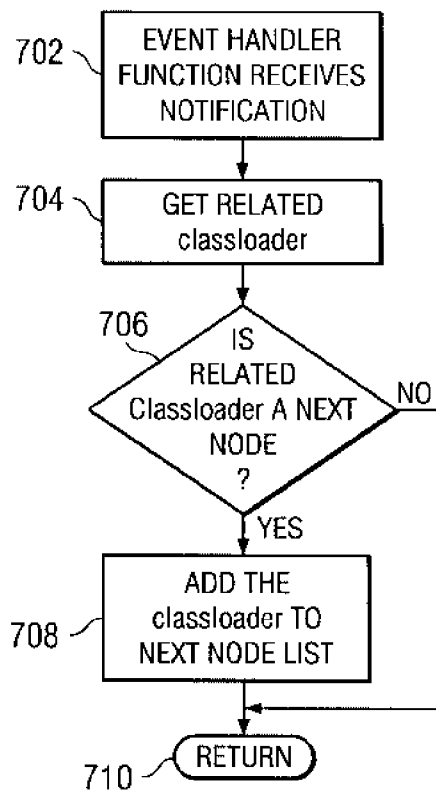 702
EVENT HANDLER
FUNCTION RECEIVES
NOTIFICATION
704
GET RELATED
classloader
706
IS
RELATED
Classloader A NEXT
NODE
?
NO
YES
708
ADD THE
classloader TO
NEXT NODE LIST
710
RETURN